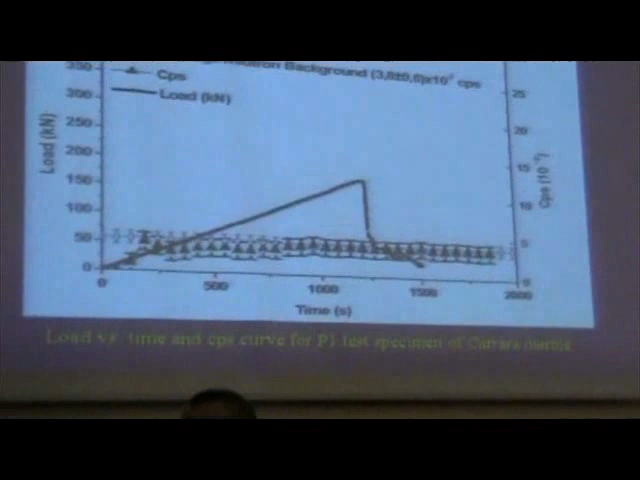 Neutron Background (3,8±0,6)x10⁻² cps
Cps
Load (kN)
350
300
250
200
150
100
50
0
Load (kN)
25
20
15
10
5
0
Cps (10⁻²)
0 500 1000 1500 2000
Time (s)
Load vs. time and cps curve for P1 test specimen of Carrara marble